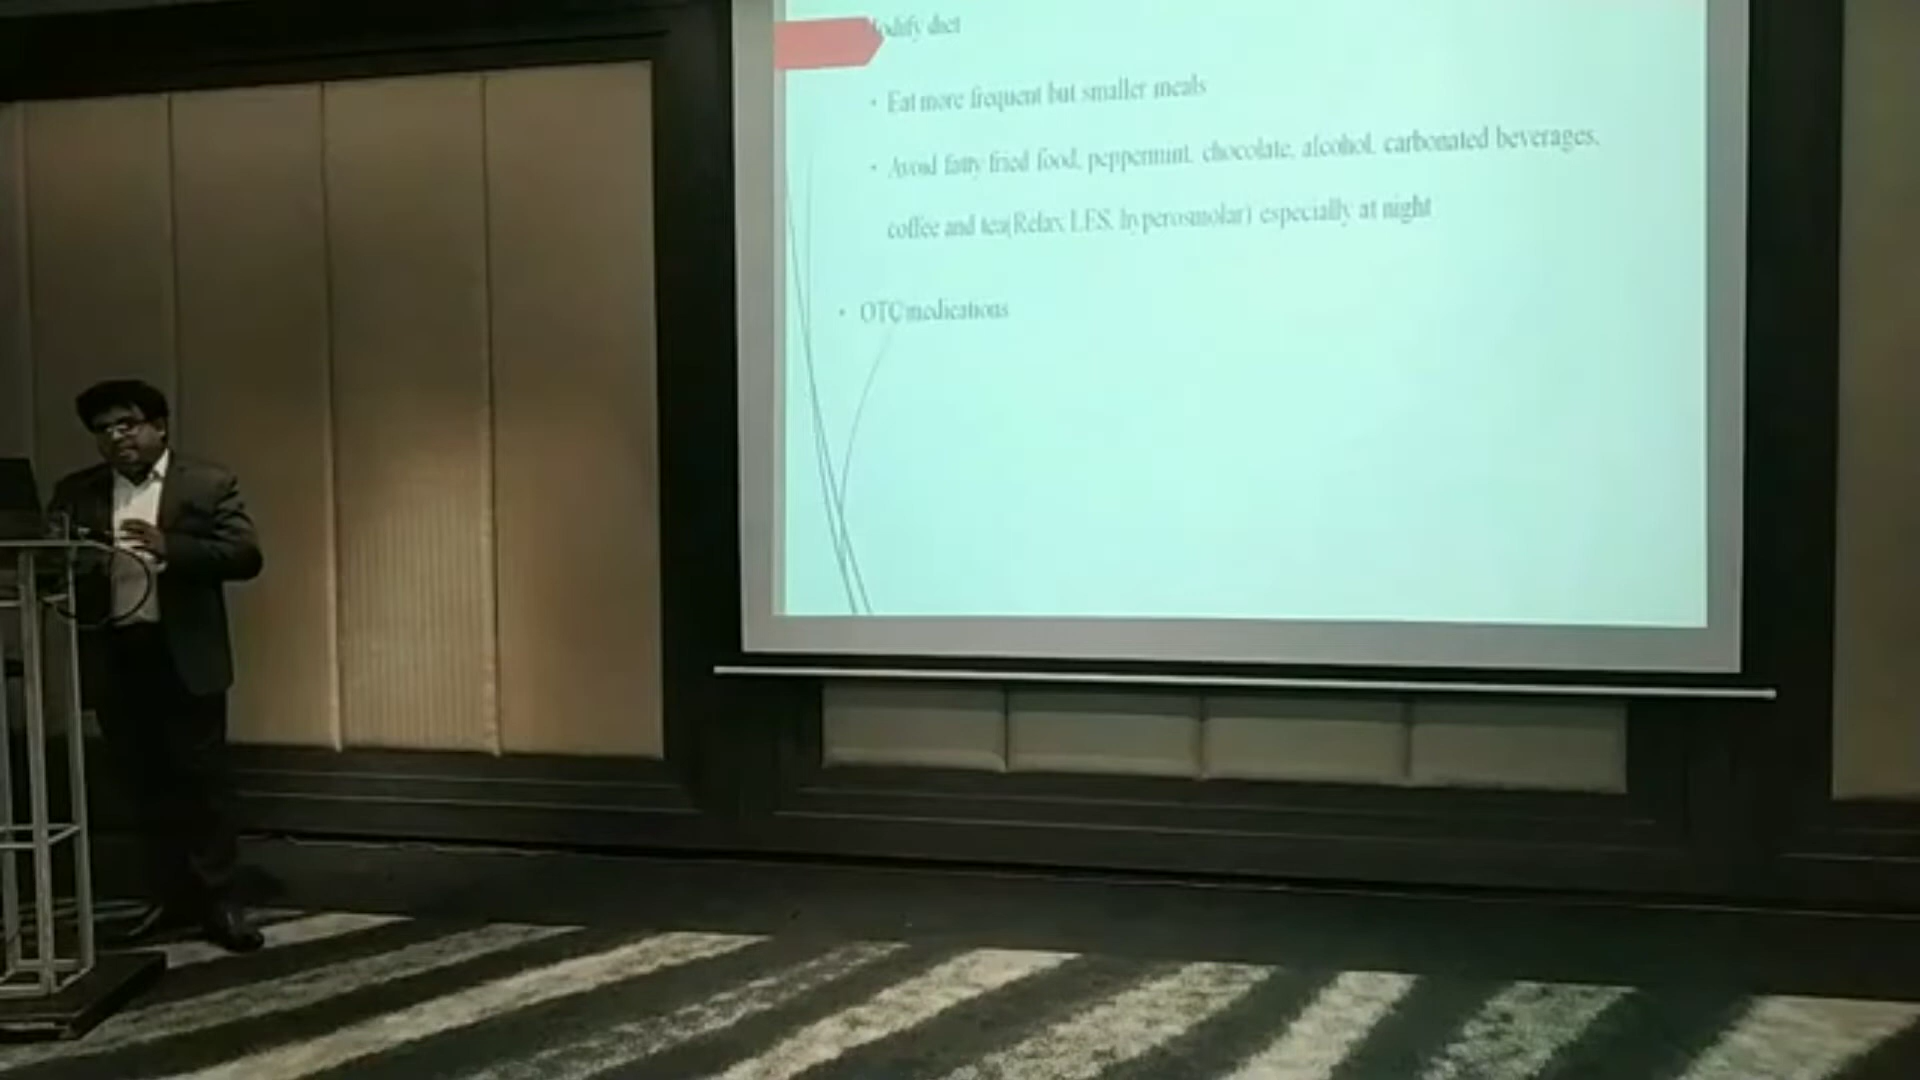 Modify diet
• Eat more frequent but smaller meals
• Avoid fatty fried food, peppermint, chocolate, alcohol, carbonated beverages,
coffee and tea(Relax LES, hyperosmolar) especially at night
• OTC medications